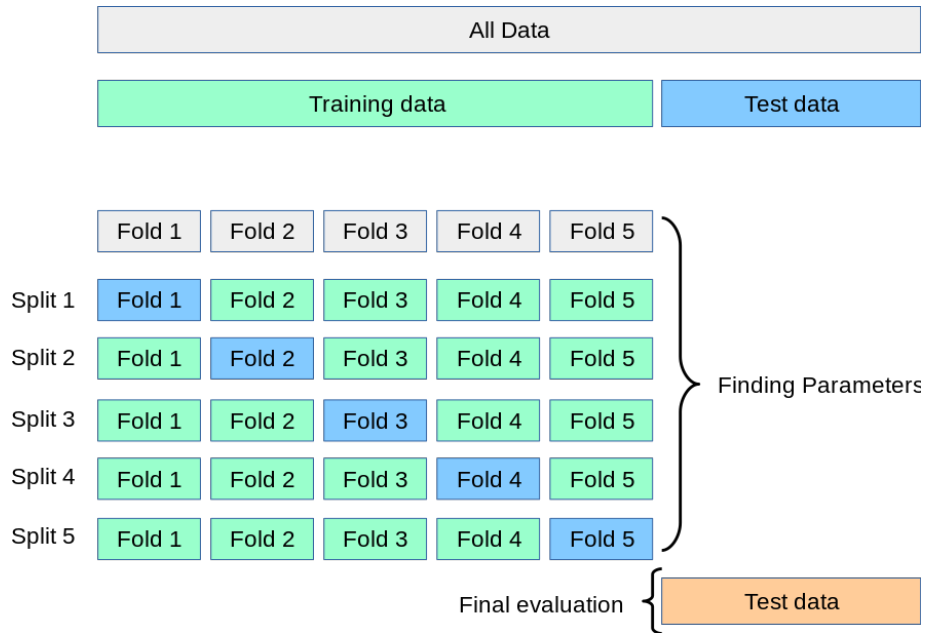 All Data
Training data Test data
Fold 1 Fold 2 Fold 3 Fold 4 Fold 5
Split 1 Fold 1 Fold 2 Fold 3 Fold 4 Fold 5
Split 2 Fold 1 Fold 2 Fold 3 Fold 4 Fold 5
Finding Parameters
Split 3 Fold 1 Fold 2 Fold 3 Fold 4 Fold 5
Split 4 Fold 1 Fold 2 Fold 3 Fold 4 Fold 5
Split 5 Fold 1 Fold 2 Fold 3 Fold 4 Fold 5
Final evaluation Test data